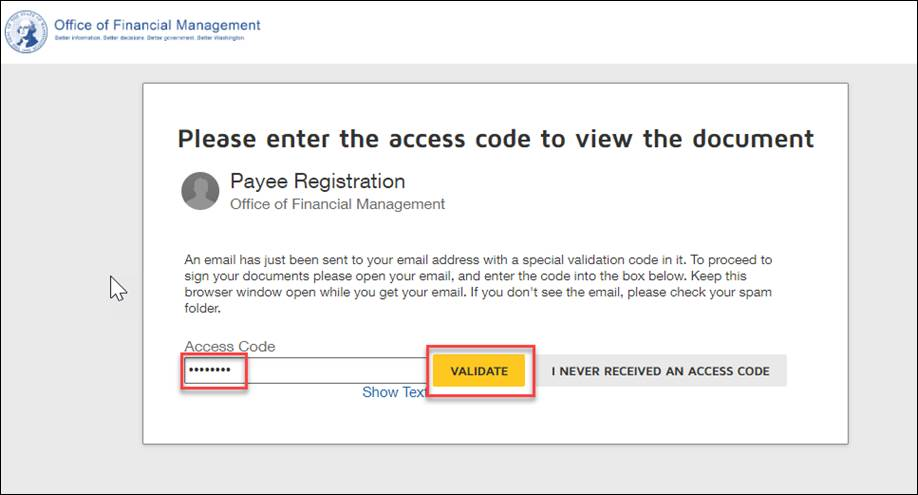 Office of Financial Management
Better information. Better decisions. Better government. Better Washington.
Please enter the access code to view the document
Payee Registration
Office of Financial Management
An email has just been sent to your email address with a special validation code in it. To proceed to
sign your documents please open your email, and enter the code into the box below. Keep this
browser window open while you get your email. If you don't see the email, please check your spam
folder.
Access Code
••••••••
VALIDATE
I NEVER RECEIVED AN ACCESS CODE
Show Text